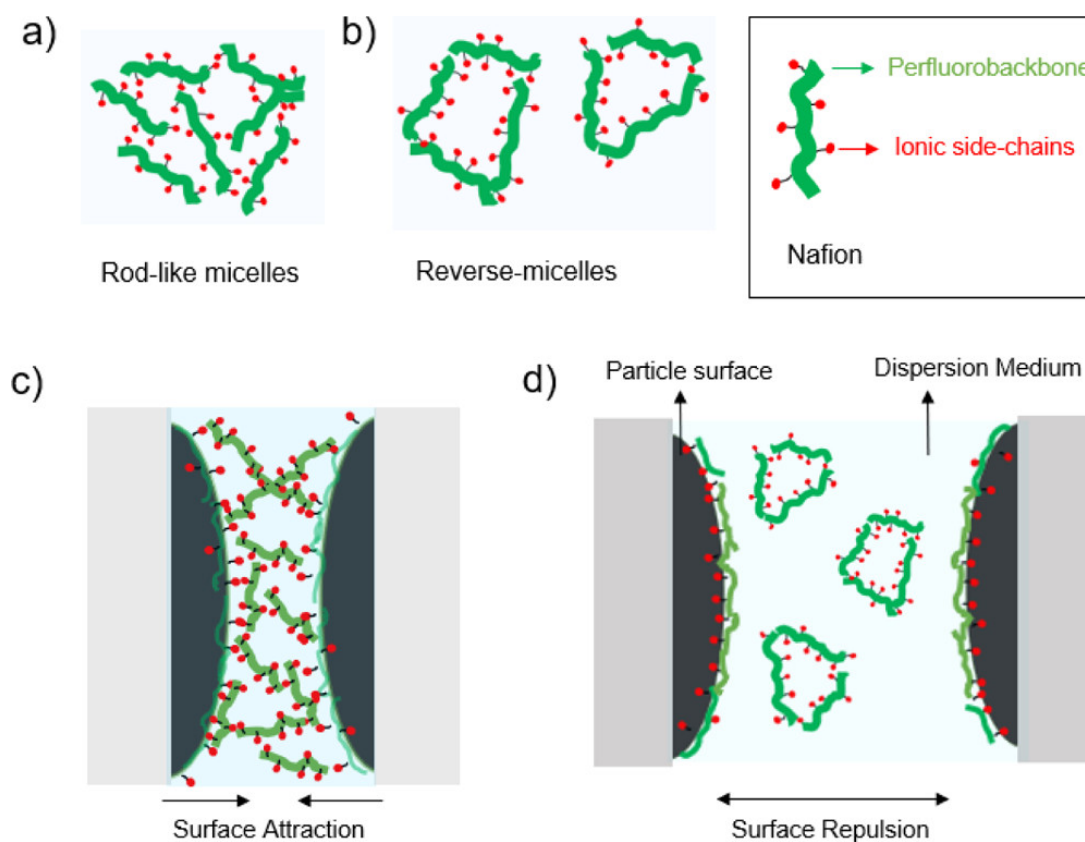 a)
b)
Perfluorobackbone
Ionic side-chains
Nafion
Rod-like micelles
Reverse-micelles
c)
d)
Particle surface
Dispersion Medium
Surface Attraction
Surface Repulsion